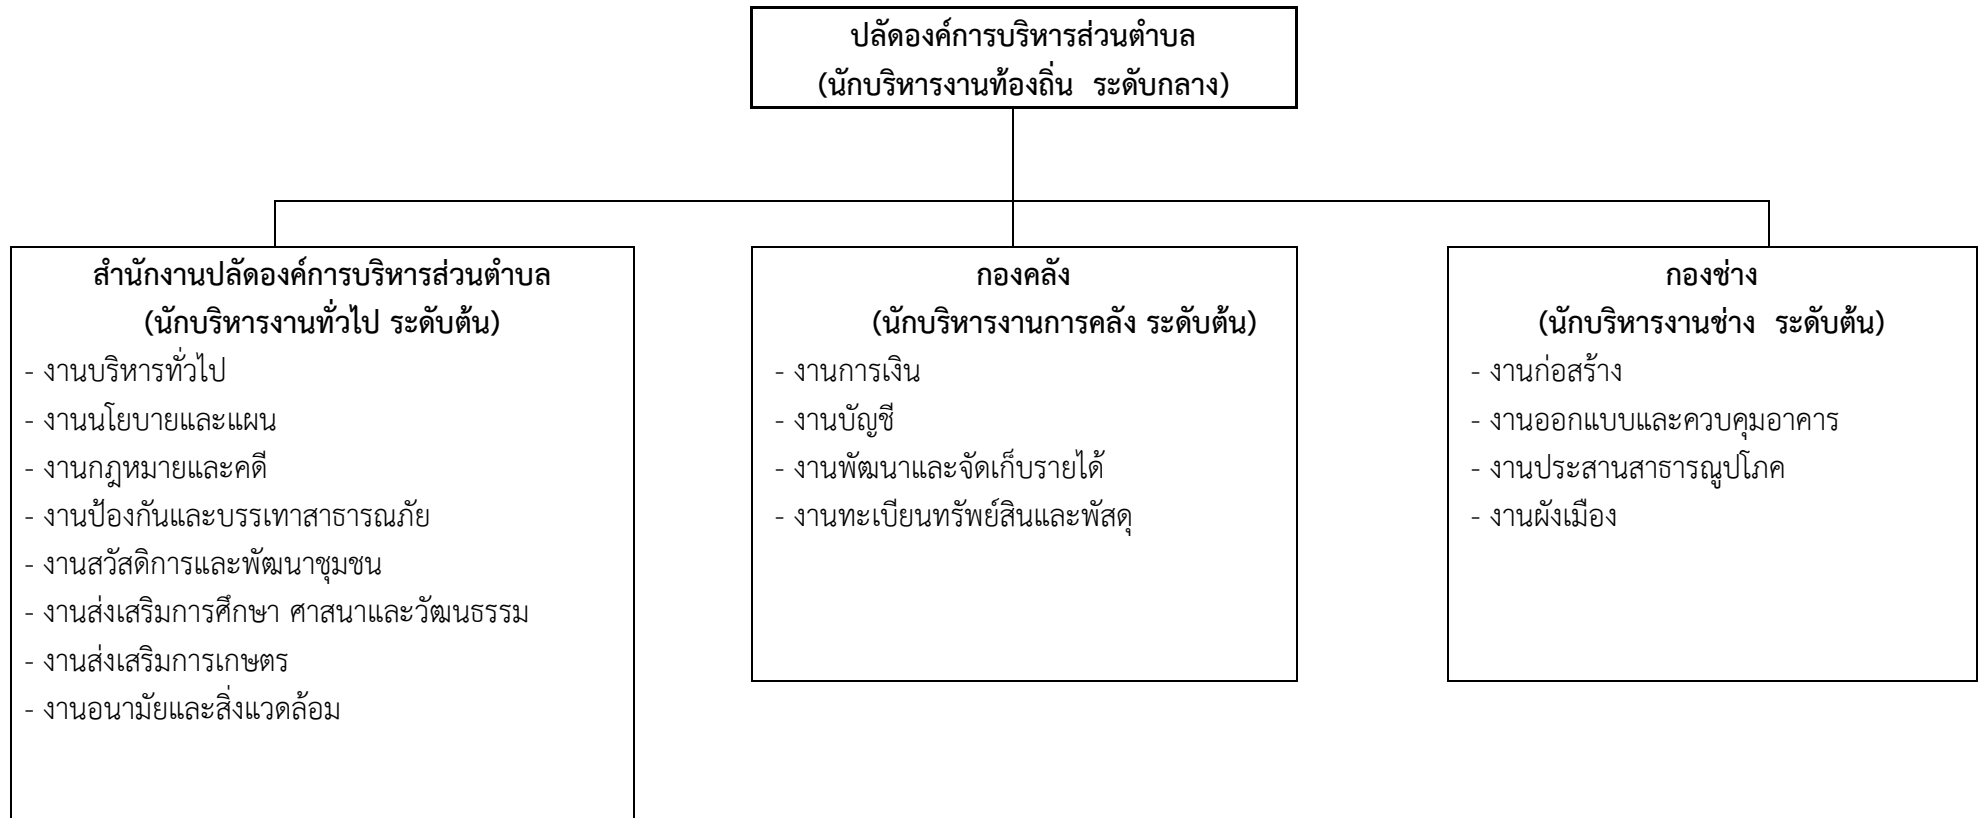 ปลัดองค์การบริหารส่วนตำบล
(นักบริหารงานท้องถิ่น ระดับกลาง)
สำนักงานปลัดองค์การบริหารส่วนตำบล
(นักบริหารงานทั่วไป ระดับต้น)
- งานบริหารทั่วไป
- งานนโยบายและแผน
- งานกฎหมายและคดี
- งานป้องกันและบรรเทาสาธารณภัย
- งานสวัสดิการและพัฒนาชุมชน
- งานส่งเสริมการศึกษา ศาสนาและวัฒนธรรม
- งานส่งเสริมการเกษตร
- งานอนามัยและสิ่งแวดล้อม
กองคลัง
(นักบริหารงานการคลัง ระดับต้น)
- งานการเงิน
- งานบัญชี
- งานพัฒนาและจัดเก็บรายได้
- งานทะเบียนทรัพย์สินและพัสดุ
กองช่าง
(นักบริหารงานช่าง ระดับต้น)
- งานก่อสร้าง
- งานออกแบบและควบคุมอาคาร
- งานประสานสาธารณูปโภค
- งานผังเมือง